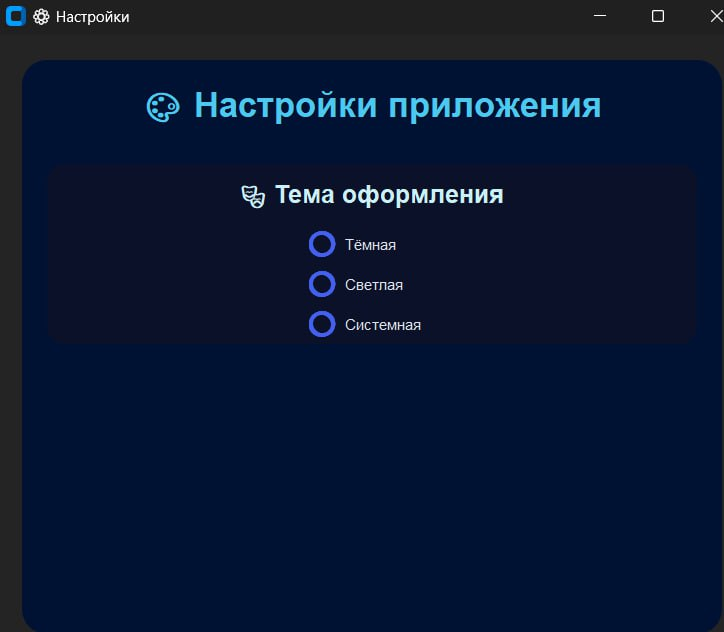 Настройки
Настройки приложения
Тема оформления
Тёмная
Светлая
Системная